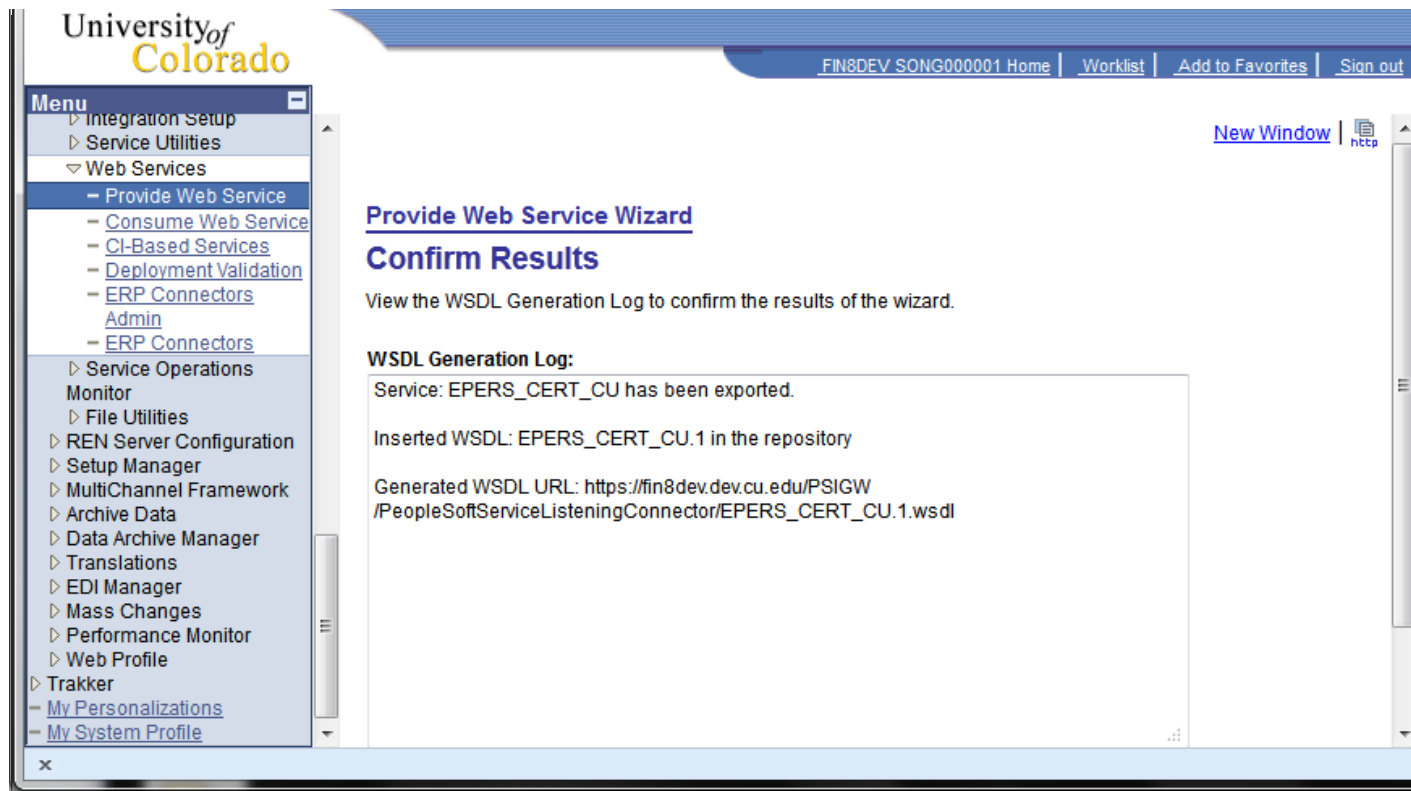 University of
Colorado
FIN8DEV SONG000001 Home | Worklist | Add to Favorites | Sign out
Menu
Integration Setup
Service Utilities
Web Services
Provide Web Service
Consume Web Service
CI-Based Services
Deployment Validation
ERP Connectors
Admin
ERP Connectors
Service Operations
Monitor
File Utilities
REN Server Configuration
Setup Manager
MultiChannel Framework
Archive Data
Data Archive Manager
Translations
EDI Manager
Mass Changes
Performance Monitor
Web Profile
Trakker
My Personalizations
My System Profile
New Window | http
Provide Web Service Wizard
Confirm Results
View the WSDL Generation Log to confirm the results of the wizard.
WSDL Generation Log:
Service: EPERS_CERT_CU has been exported.
Inserted WSDL: EPERS_CERT_CU.1 in the repository
Generated WSDL URL: https://fin8dev.dev.cu.edu/PSIGW
/PeopleSoftServiceListeningConnector/EPERS_CERT_CU.1.wsdl
x